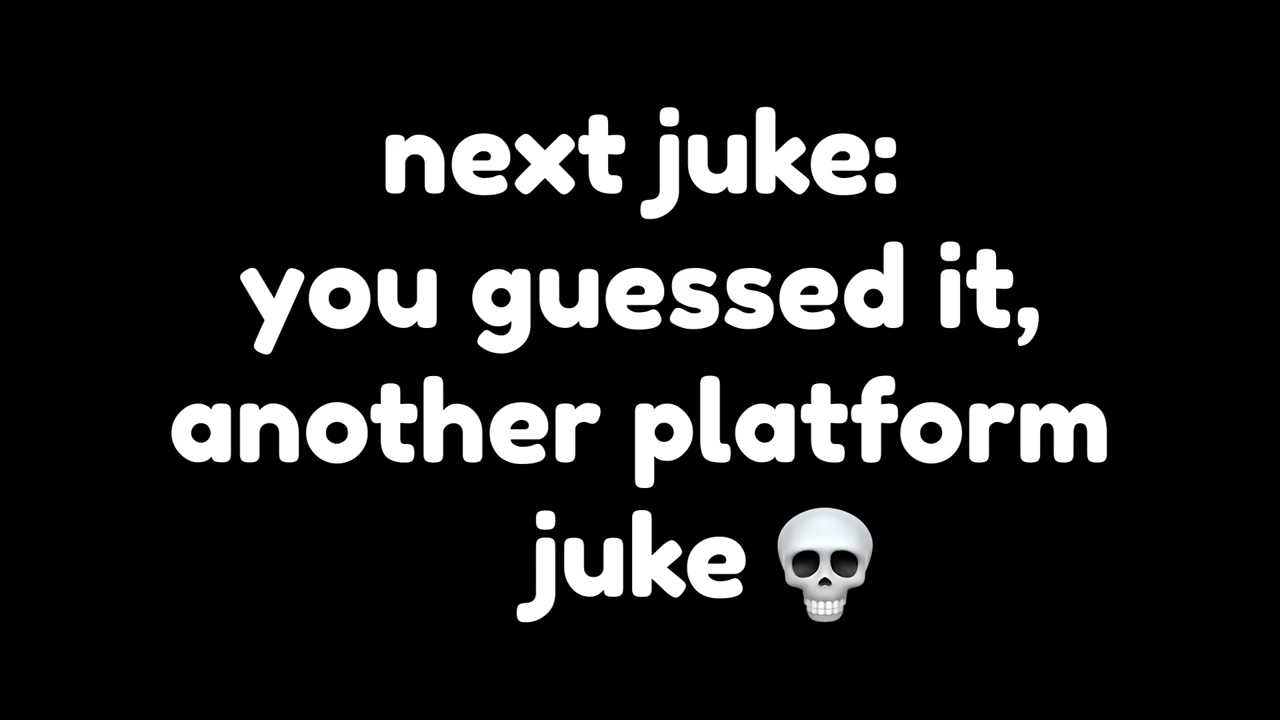 next juke:
you guessed it,
another platform
juke 💀